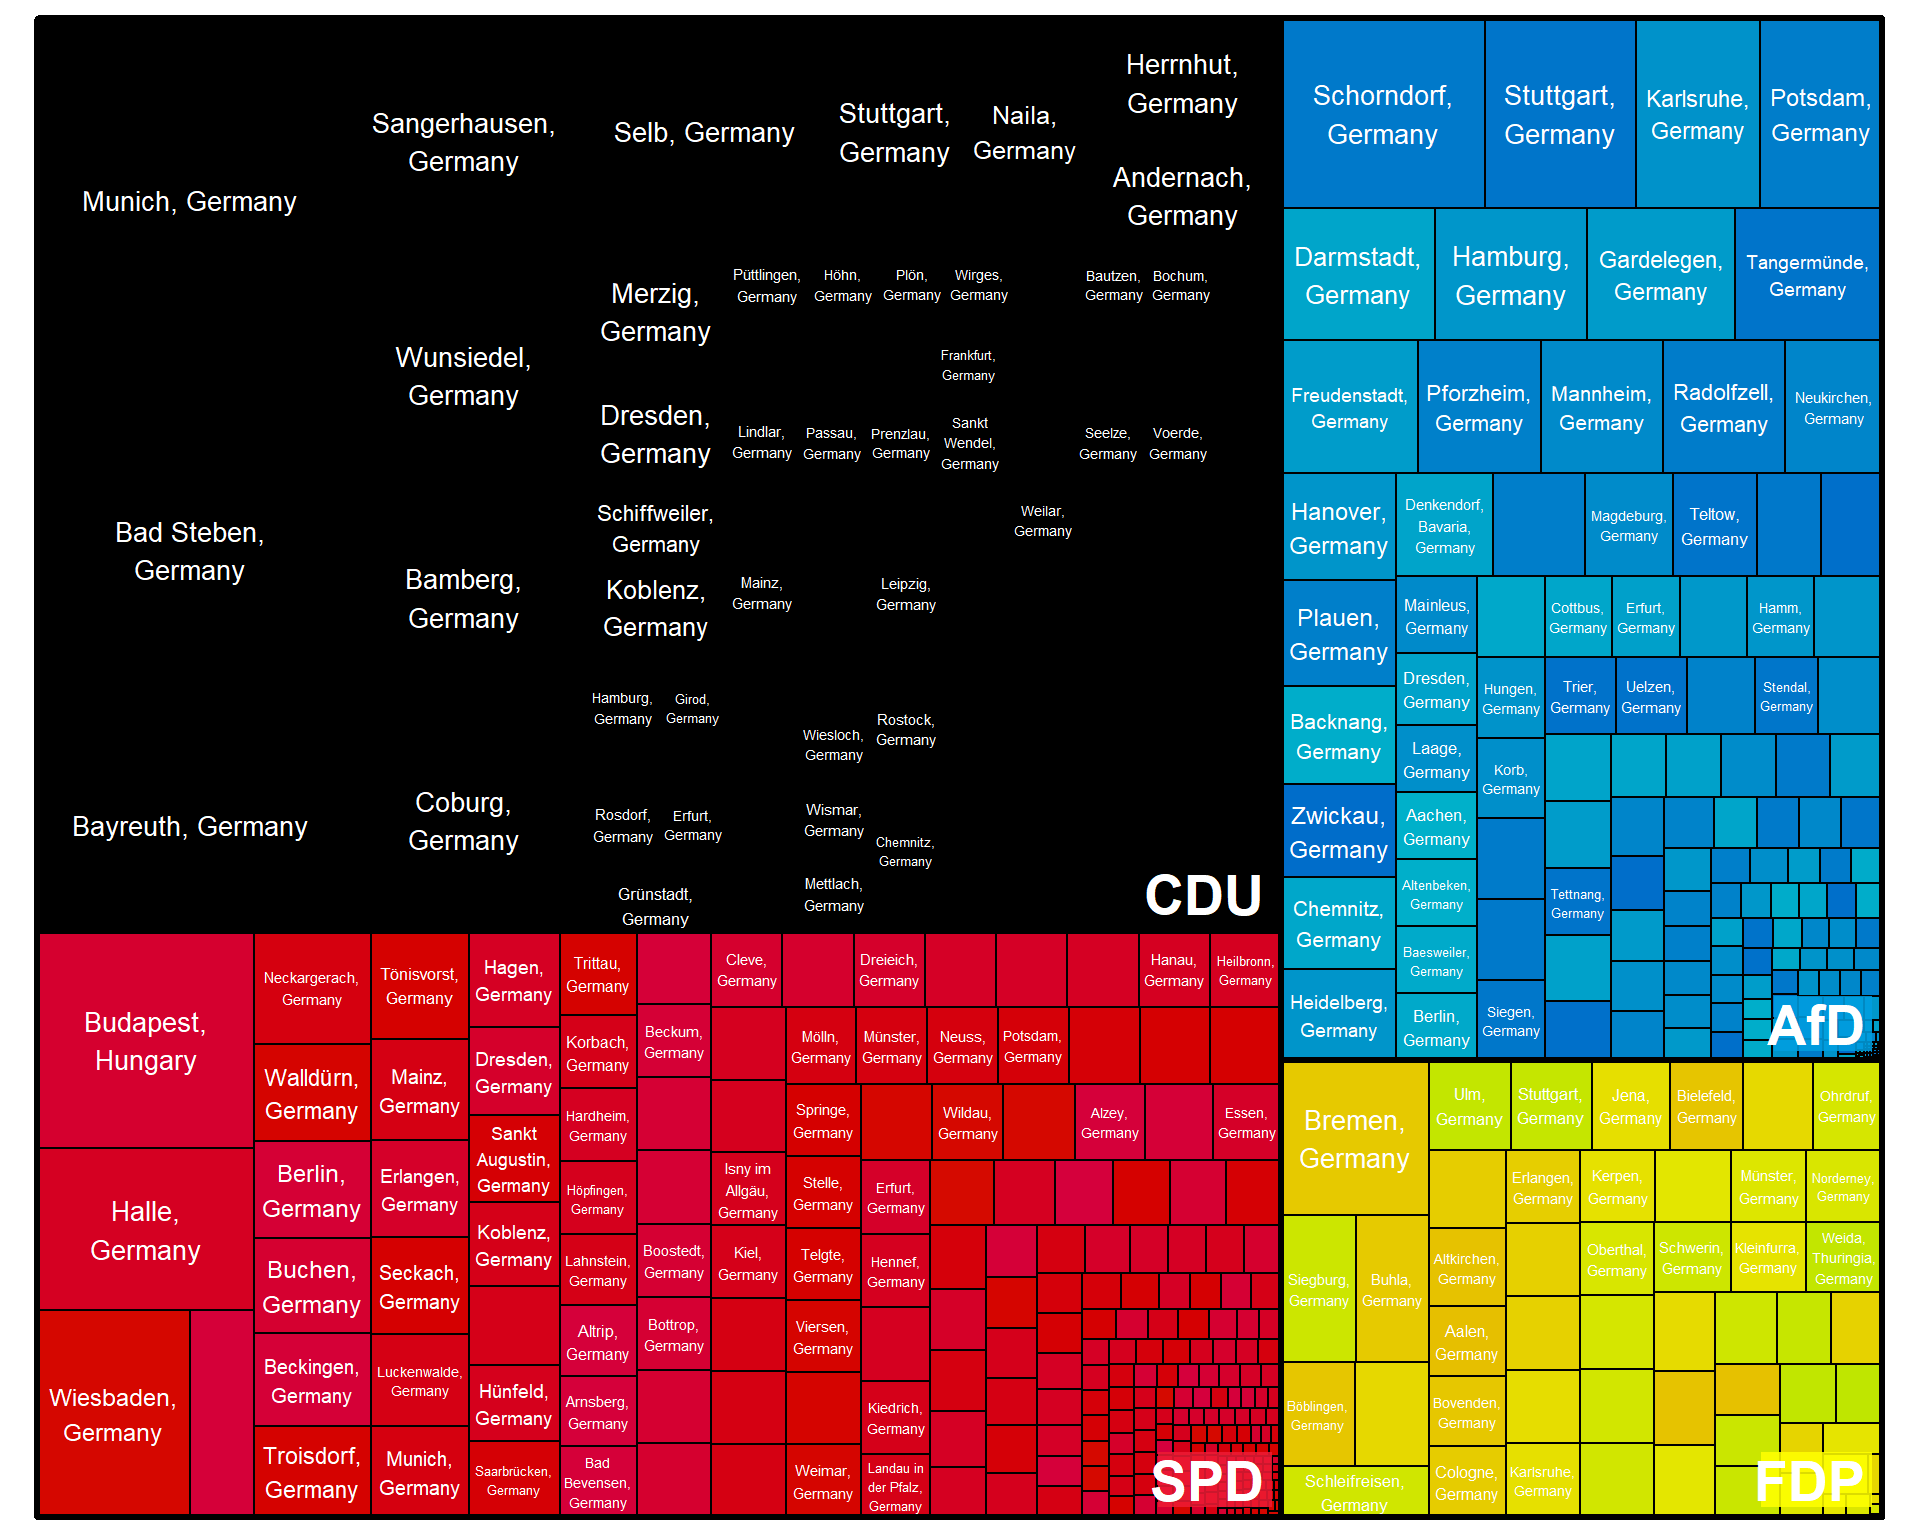 Munich, Germany
Sangerhausen,
Germany
Selb, Germany
Stuttgart,
Germany
Naila,
Germany
Herrnhut,
Germany
Andernach,
Germany
Bad Steben,
Germany
Wunsiedel,
Germany
Merzig,
Germany
Püttlingen,
Germany
Höhn,
Germany
Plön,
Germany
Wirges,
Germany
Bautzen,
Germany
Bochum,
Germany
Frankfurt,
Germany
Dresden,
Germany
Lindlar,
Germany
Passau,
Germany
Prenzlau,
Germany
Sankt
Wendel,
Germany
Seelze,
Germany
Voerde,
Germany
Schiffweiler,
Germany
Weilar,
Germany
Bamberg,
Germany
Koblenz,
Germany
Mainz,
Germany
Leipzig,
Germany
Hamburg,
Germany
Girod,
Germany
Wiesloch,
Germany
Rostock,
Germany
Bayreuth, Germany
Coburg,
Germany
Rosdorf,
Germany
Erfurt,
Germany
Wismar,
Germany
Chemnitz,
Germany
Grünstadt,
Germany
Mettlach,
Germany
CDU
Schorndorf,
Germany
Stuttgart,
Germany
Karlsruhe,
Germany
Potsdam,
Germany
Darmstadt,
Germany
Hamburg,
Germany
Gardelegen,
Germany
Tangermünde,
Germany
Freudenstadt,
Germany
Pforzheim,
Germany
Mannheim,
Germany
Radolfzell,
Germany
Neukirchen,
Germany
Hanover,
Germany
Denkendorf,
Bavaria,
Germany
Magdeburg,
Germany
Teltow,
Germany
Plauen,
Germany
Mainleus,
Germany
Cottbus,
Germany
Erfurt,
Germany
Hamm,
Germany
Dresden,
Germany
Hungen,
Germany
Trier,
Germany
Uelzen,
Germany
Stendal,
Germany
Backnang,
Germany
Laage,
Germany
Korb,
Germany
Zwickau,
Germany
Aachen,
Germany
Chemnitz,
Germany
Altenbeken,
Germany
Tettnang,
Germany
Baesweiler,
Germany
Heidelberg,
Germany
Berlin,
Germany
Siegen,
Germany
AfD
Budapest,
Hungary
Neckargerach,
Germany
Tönisvorst,
Germany
Hagen,
Germany
Trittau,
Germany
Cleve,
Germany
Dreieich,
Germany
Hanau,
Germany
Heilbronn,
Germany
Walldürn,
Germany
Mainz,
Germany
Dresden,
Germany
Korbach,
Germany
Beckum,
Germany
Mölln,
Germany
Münster,
Germany
Neuss,
Germany
Potsdam,
Germany
Sankt
Augustin,
Germany
Hardheim,
Germany
Springe,
Germany
Wildau,
Germany
Alzey,
Germany
Essen,
Germany
Halle,
Germany
Berlin,
Germany
Erlangen,
Germany
Koblenz,
Germany
Höpfingen,
Germany
Isny im
Allgäu,
Germany
Stelle,
Germany
Erfurt,
Germany
Buchen,
Germany
Seckach,
Germany
Lahnstein,
Germany
Boostedt,
Germany
Kiel,
Germany
Telgte,
Germany
Hennef,
Germany
Wiesbaden,
Germany
Beckingen,
Germany
Luckenwalde,
Germany
Hünfeld,
Germany
Altrip,
Germany
Bottrop,
Germany
Viersen,
Germany
Arnsberg,
Germany
Kiedrich,
Germany
Troisdorf,
Germany
Munich,
Germany
Saarbrücken,
Germany
Bad
Bevensen,
Germany
Weimar,
Germany
Landau in
der Pfalz,
Germany
SPD
Bremen,
Germany
Ulm,
Germany
Stuttgart,
Germany
Jena,
Germany
Bielefeld,
Germany
Ohrdruf,
Germany
Erlangen,
Germany
Kerpen,
Germany
Münster,
Germany
Norderney,
Germany
Siegburg,
Germany
Buhla,
Germany
Altkirchen,
Germany
Oberthal,
Germany
Schwerin,
Germany
Kleinfurra,
Germany
Weida,
Thuringia,
Germany
Aalen,
Germany
Böblingen,
Germany
Bovenden,
Germany
Schleifreisen,
Germany
Cologne,
Germany
Karlsruhe,
Germany
FDP